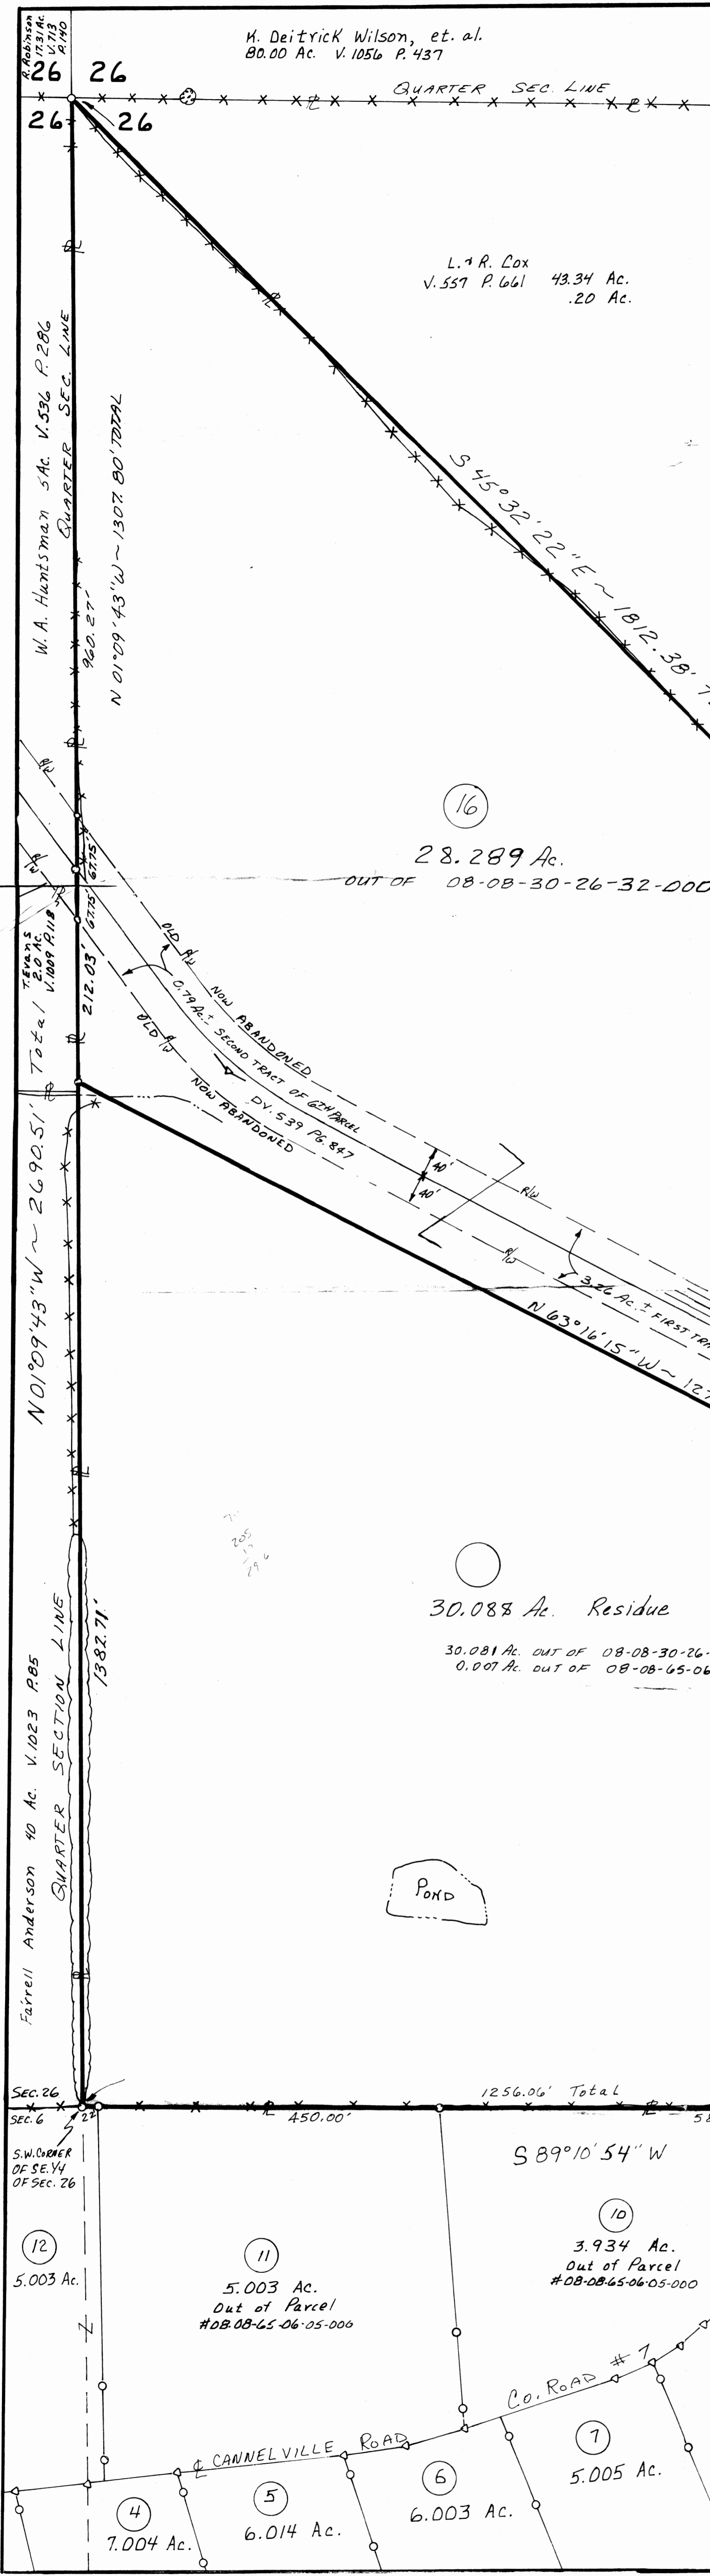 R. Robinson
17.31 Ac.
V.713
P.140
K. Deitrick Wilson, et. al.
80.00 Ac. V. 1056 P. 437
26 26
QUARTER SEC. LINE
26 26
L. & R. Cox
V. 557 P. 661 43.34 Ac.
.20 Ac.
W. A. Huntsman 5 Ac. V. 536 P. 286
QUARTER SEC. LINE
960.27'
N 01°09'43"W ~ 1307.80' TOTAL
S 45°32'22"E ~ 1812.38'
16
28.289 Ac.
OUT OF 08-08-30-26-32-000
R/W
R/W
67.75'
67.75'
212.03'
T. Evans
2.0 Ac.
V.1009 P.118
N01°09'43"W ~ 2690.51' Total
OLD R/W NOW ABANDONED
0.79 Ac.± SECOND TRACT OF 6TH PARCEL
DV. 539 PG. 847
OLD R/W
NOW ABANDONED
40'
40'
R/W
R/W
3.26 Ac.± FIRST TRA
N 63°16'15"W ~ 127
30.088 Ac. Residue
30.081 Ac. OUT OF 08-08-30-26-
0.007 Ac. OUT OF 08-08-65-06
1382.71'
QUARTER SECTION LINE
Farrell Anderson 40 Ac. V.1023 P.85
POND
SEC. 26
SEC. 6
22
450.00'
1256.06' Total
58
S 89°10'54"W
S.W. CORNER
OF SE.1/4
OF SEC. 26
12
5.003 Ac.
11
5.003 Ac.
Out of Parcel
#08-08-65-06-05-000
10
3.934 Ac.
Out of Parcel
#08-08-65-06-05-000
℄ CANNELVILLE ROAD
Co. ROAD # 7
4
7.004 Ac.
5
6.014 Ac.
6
6.003 Ac.
7
5.005 Ac.